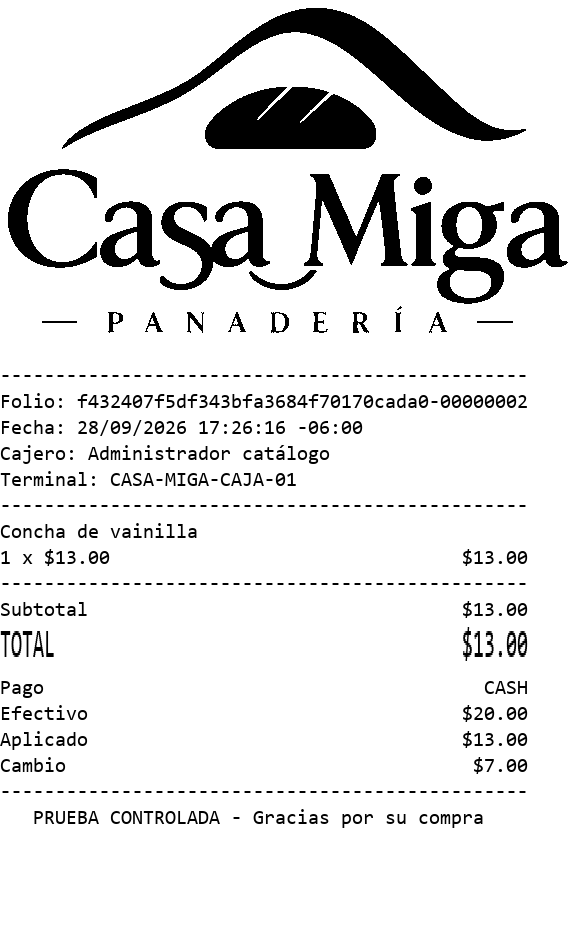 Casa Miga
PANADERÍA
------------------------------------------------
Folio: f432407f5df343bfa3684f70170cada0-00000002
Fecha: 28/09/2026 17:26:16 -06:00
Cajero: Administrador catálogo
Terminal: CASA-MIGA-CAJA-01
------------------------------------------------
Concha de vainilla
1 x $13.00 $13.00
------------------------------------------------
Subtotal $13.00
TOTAL $13.00
Pago CASH
Efectivo $20.00
Aplicado $13.00
Cambio $7.00
------------------------------------------------
PRUEBA CONTROLADA - Gracias por su compra